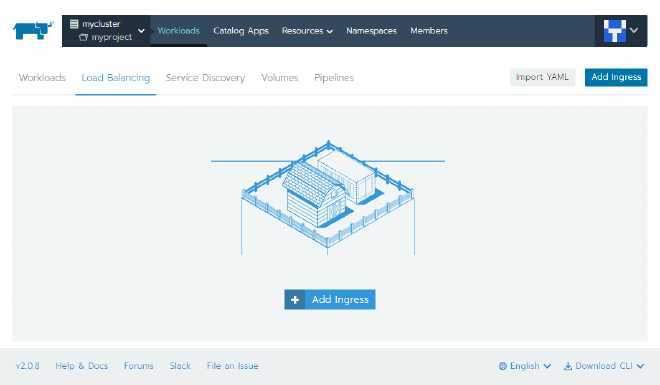 mycluster
myproject
Workloads Catalog Apps Resources Namespaces Members
Workloads Load Balancing Service Discovery Volumes Pipelines Import YAML Add Ingress
+ Add Ingress
v2.0.8 Help & Docs Forums Slack File an Issue English Download CLI